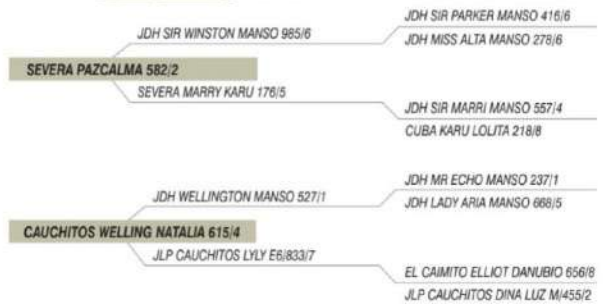 JDH SIR PARKER MANSO 416/6
JDH SIR WINSTON MANSO 985/6
JDH MISS ALTA MANSO 278/6
SEVERA PAZCALMA 582/2
SEVERA MARRY KARU 176/5
JDH SIR MARRI MANSO 557/4
CUBA KARU LOLITA 218/8
JDH MR ECHO MANSO 237/1
JDH WELLINGTON MANSO 527/1
JDH LADY ARIA MANSO 668/5
CAUCHITOS WELLING NATALIA 615/4
JLP CAUCHITOS LYLY E6/833/7
EL CAIMITO ELLIOT DANUBIO 656/8
JLP CAUCHITOS DINA LUZ M/455/2